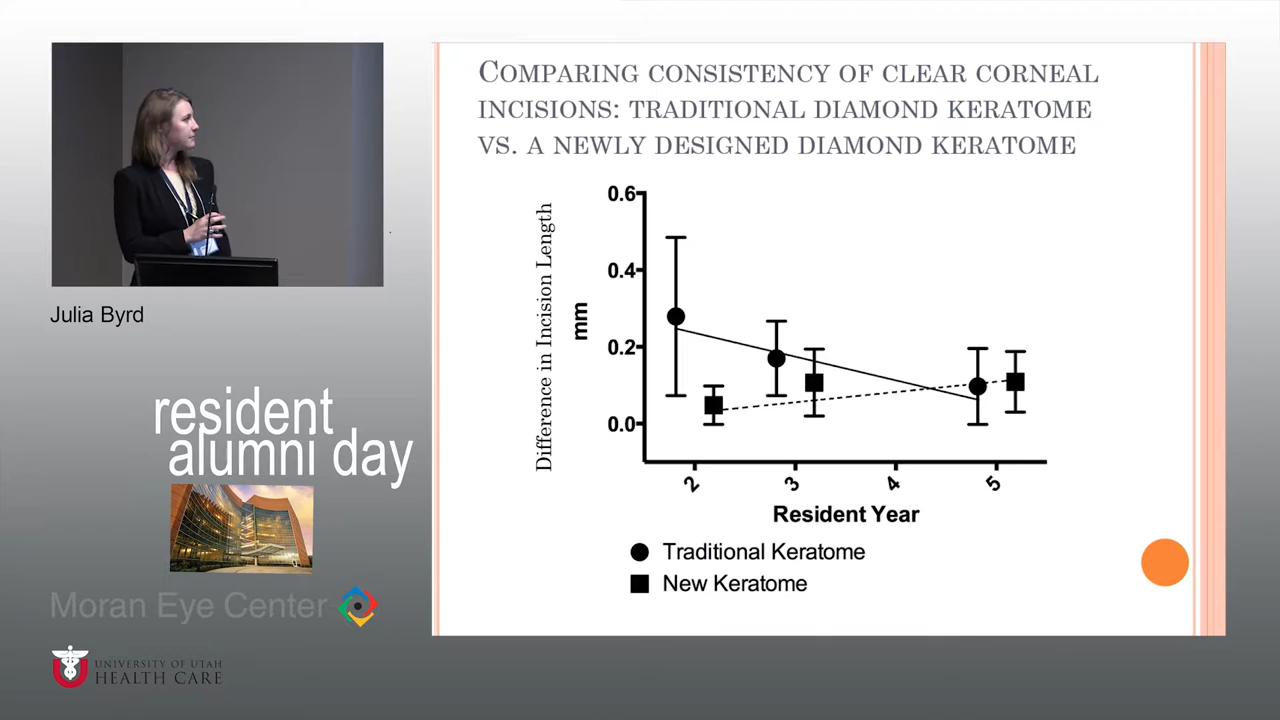 COMPARING CONSISTENCY OF CLEAR CORNEAL
INCISIONS: TRADITIONAL DIAMOND KERATOME
VS. A NEWLY DESIGNED DIAMOND KERATOME
Difference in Incision Length
mm
0.6
0.4
0.2
0.0
2
3
4
5
Resident Year
Traditional Keratome
New Keratome
Julia Byrd
resident
alumni day
Moran Eye Center
U
UNIVERSITY OF UTAH
HEALTH CARE